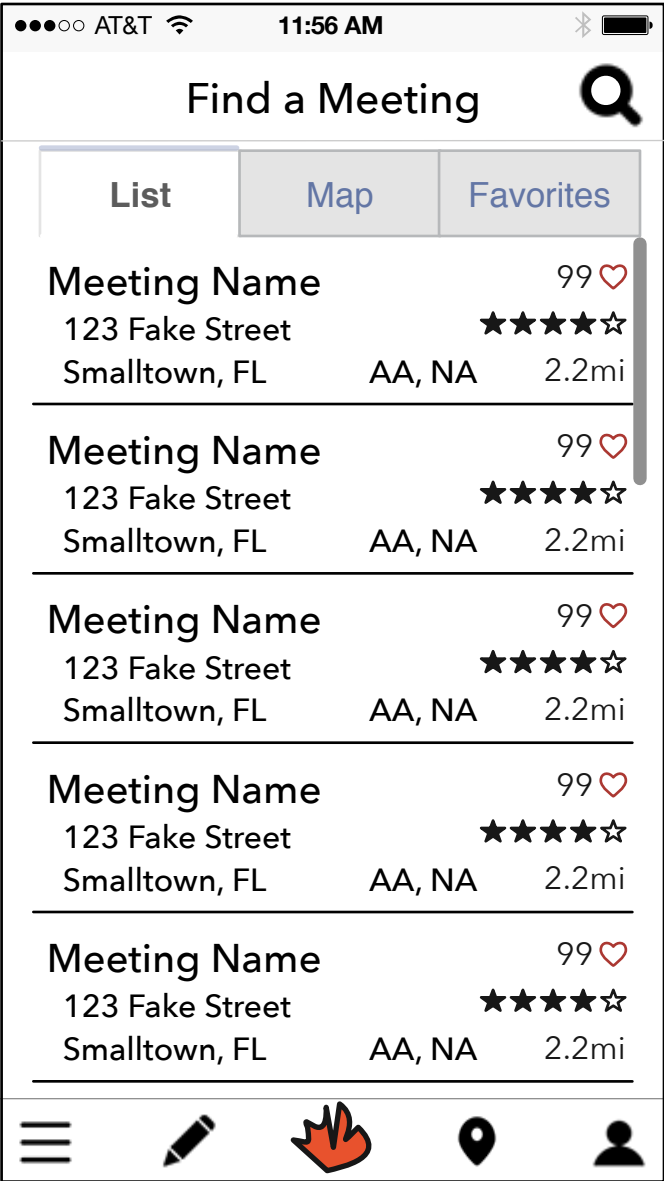 AT&T 11:56 AM
Find a Meeting
List Map Favorites
Meeting Name 99
123 Fake Street
Smalltown, FL AA, NA 2.2mi
Meeting Name 99
123 Fake Street
Smalltown, FL AA, NA 2.2mi
Meeting Name 99
123 Fake Street
Smalltown, FL AA, NA 2.2mi
Meeting Name 99
123 Fake Street
Smalltown, FL AA, NA 2.2mi
Meeting Name 99
123 Fake Street
Smalltown, FL AA, NA 2.2mi